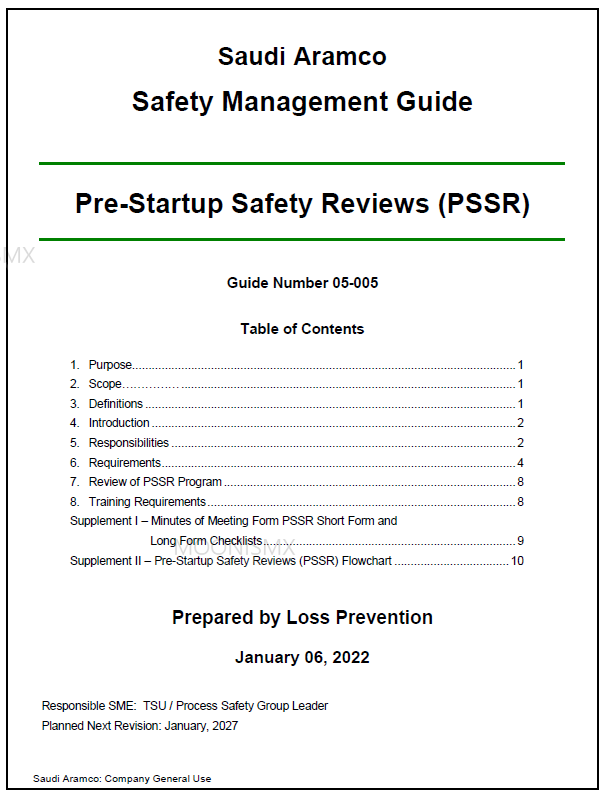 Saudi Aramco
Safety Management Guide
Pre-Startup Safety Reviews (PSSR)
SMX
Guide Number 05-005
Table of Contents
1. Purpose....................................................................................................................1
2. Scope……………........................................................................................................1
3. Definitions ................................................................................................................1
4. Introduction ..............................................................................................................2
5. Responsibilities ........................................................................................................2
6. Requirements...........................................................................................................4
7. Review of PSSR Program ........................................................................................8
8. Training Requirements.............................................................................................8
Supplement I – Minutes of Meeting Form PSSR Short Form and
Long Form Checklists.............................................................................9
MOONISMX
Supplement II – Pre-Startup Safety Reviews (PSSR) Flowchart ...................................10
Prepared by Loss Prevention
January 06, 2022
Responsible SME: TSU / Process Safety Group Leader
Planned Next Revision: January, 2027
Saudi Aramco: Company General Use